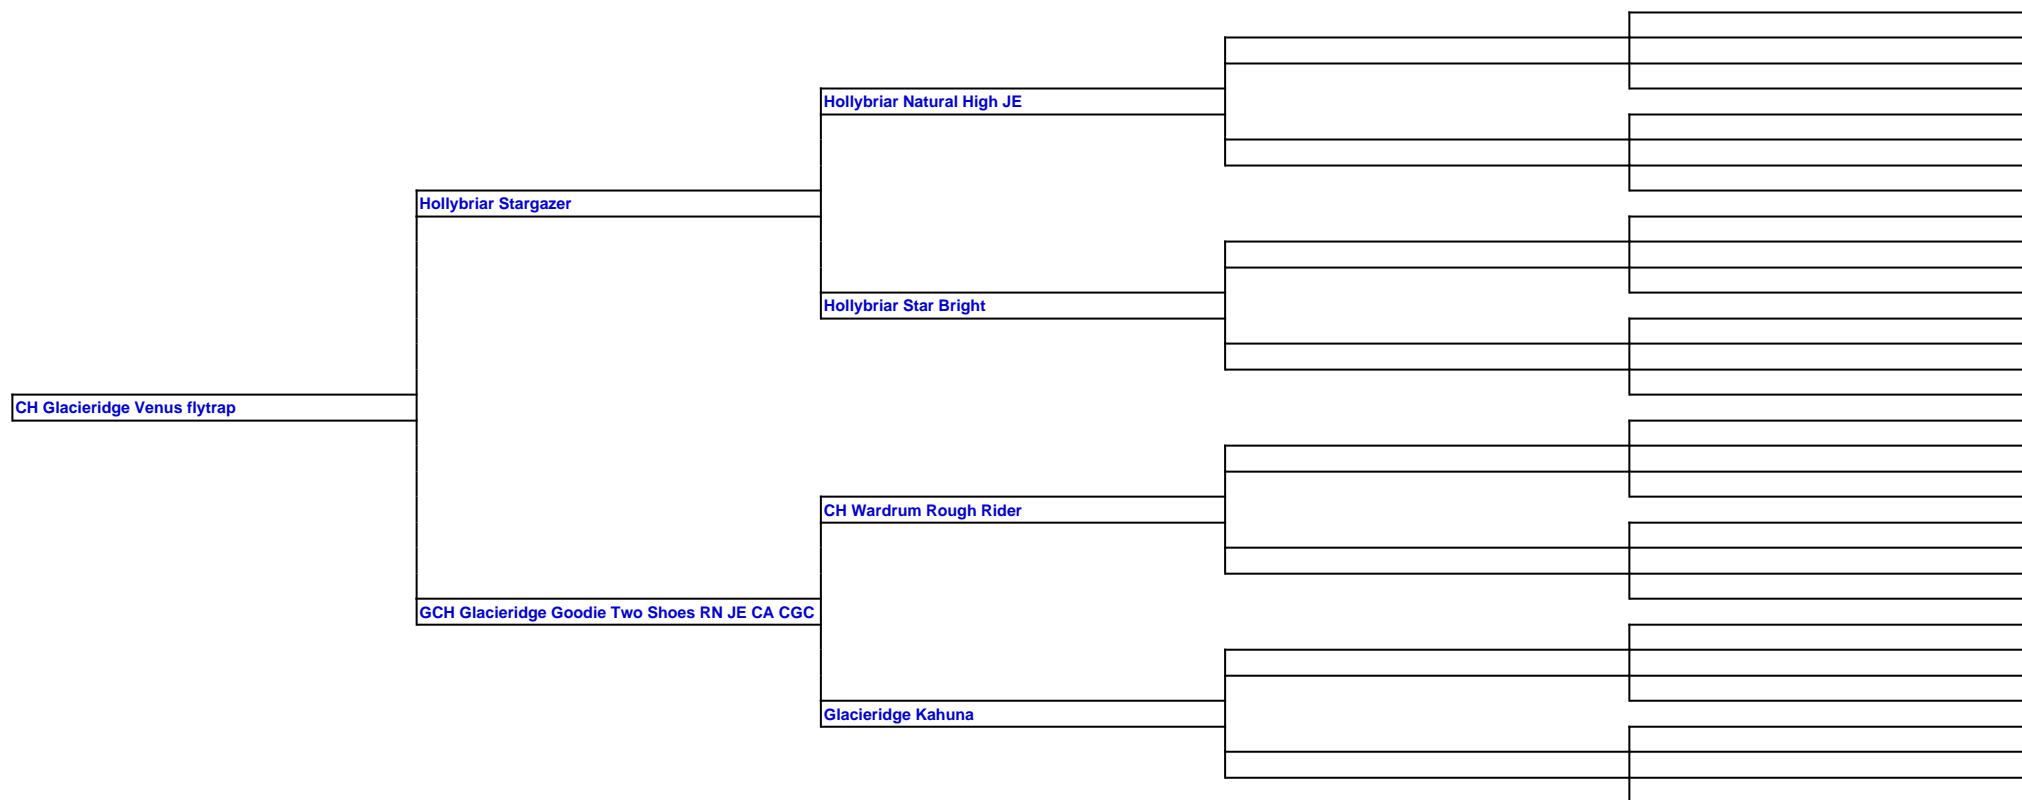 Hollybriar Natural High JE
Hollybriar Stargazer
Hollybriar Star Bright
CH Glacieridge Venus flytrap
CH Wardrum Rough Rider
GCH Glacieridge Goodie Two Shoes RN JE CA CGC
Glacieridge Kahuna